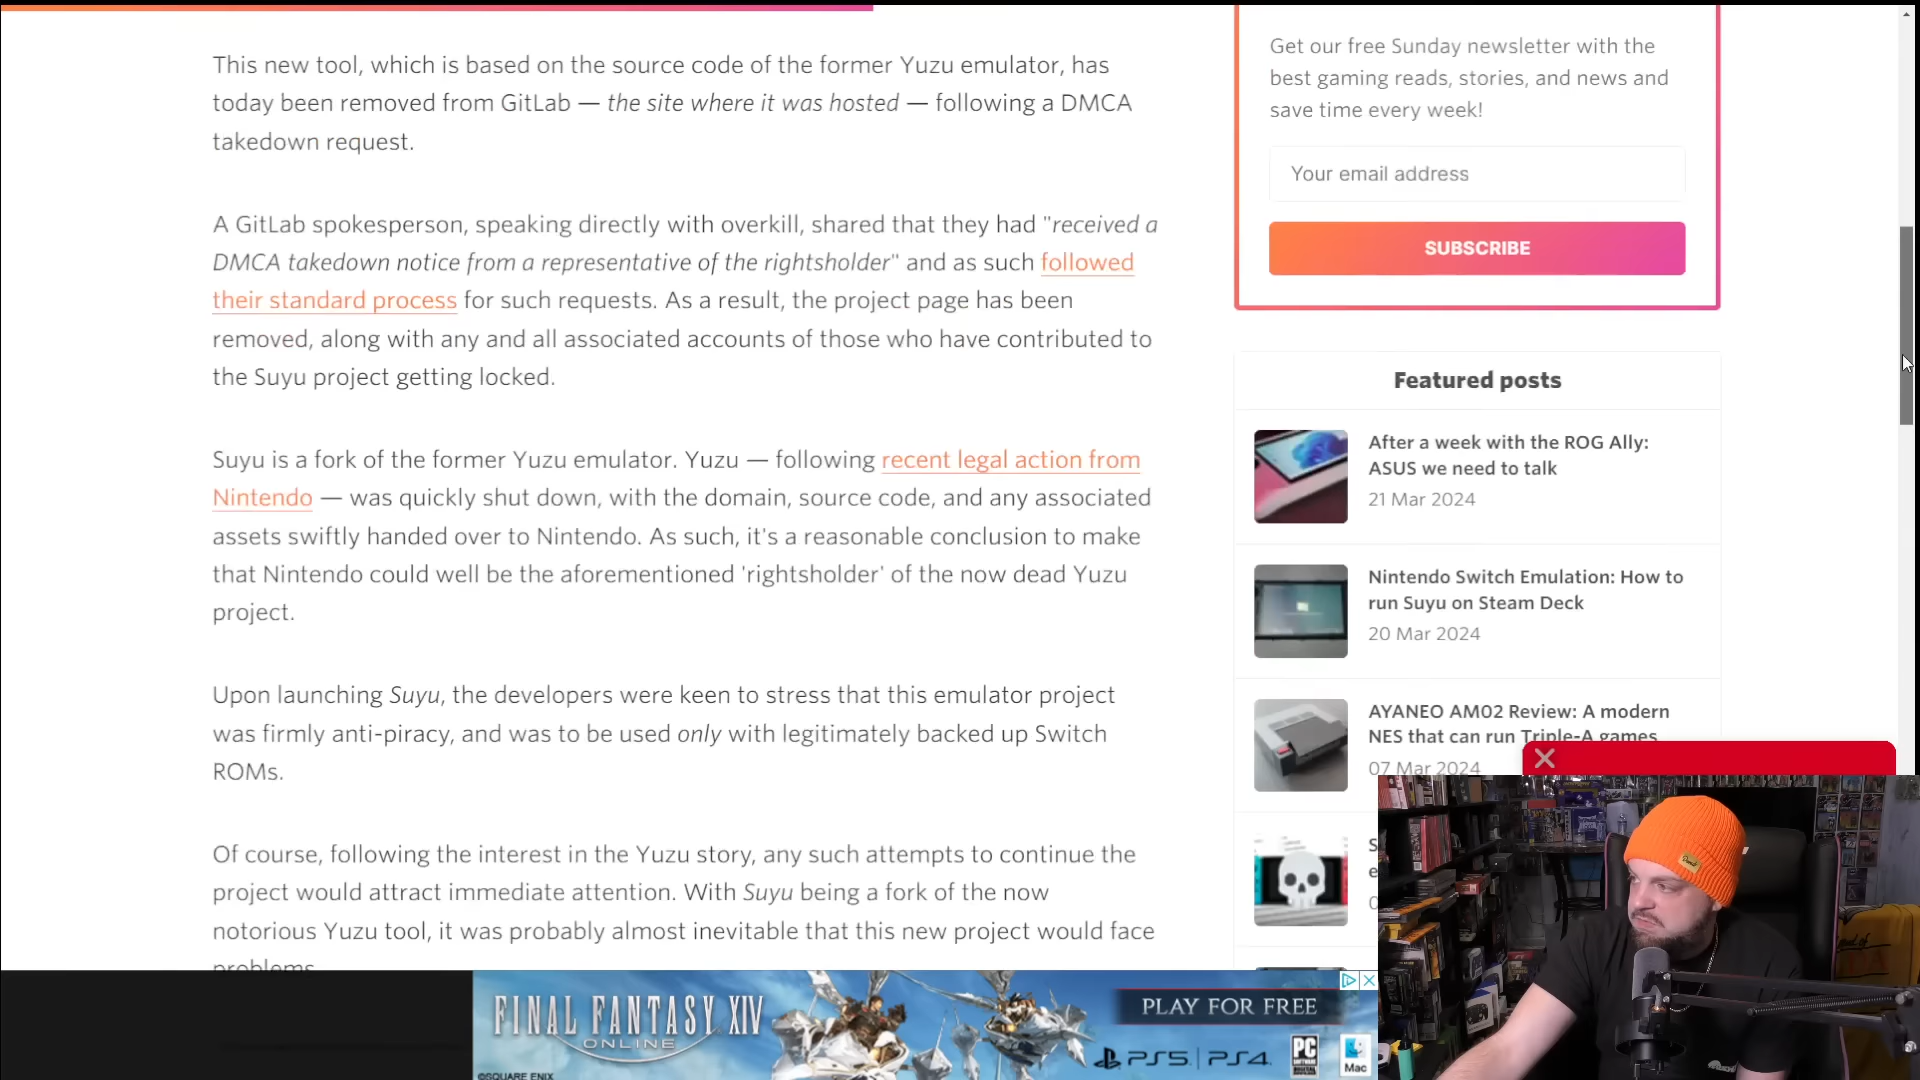 This new tool, which is based on the source code of the former Yuzu emulator, has
today been removed from GitLab — the site where it was hosted — following a DMCA
takedown request.
A GitLab spokesperson, speaking directly with overkill, shared that they had "received a
DMCA takedown notice from a representative of the rightsholder" and as such followed
their standard process for such requests. As a result, the project page has been
removed, along with any and all associated accounts of those who have contributed to
the Suyu project getting locked.
Suyu is a fork of the former Yuzu emulator. Yuzu — following recent legal action from
Nintendo — was quickly shut down, with the domain, source code, and any associated
assets swiftly handed over to Nintendo. As such, it's a reasonable conclusion to make
that Nintendo could well be the aforementioned 'rightsholder' of the now dead Yuzu
project.
Upon launching Suyu, the developers were keen to stress that this emulator project
was firmly anti-piracy, and was to be used only with legitimately backed up Switch
ROMs.
Of course, following the interest in the Yuzu story, any such attempts to continue the
project would attract immediate attention. With Suyu being a fork of the now
notorious Yuzu tool, it was probably almost inevitable that this new project would face
problems.
Get our free Sunday newsletter with the
best gaming reads, stories, and news and
save time every week!
Your email address
SUBSCRIBE
Featured posts
After a week with the ROG Ally:
ASUS we need to talk
21 Mar 2024
Nintendo Switch Emulation: How to
run Suyu on Steam Deck
20 Mar 2024
AYANEO AM02 Review: A modern
NES that can run Triple-A games
07 Mar 2024
FINAL FANTASY XIV
ONLINE
©SQUARE ENIX
PLAY FOR FREE
PS5 | PS4
PC
Mac